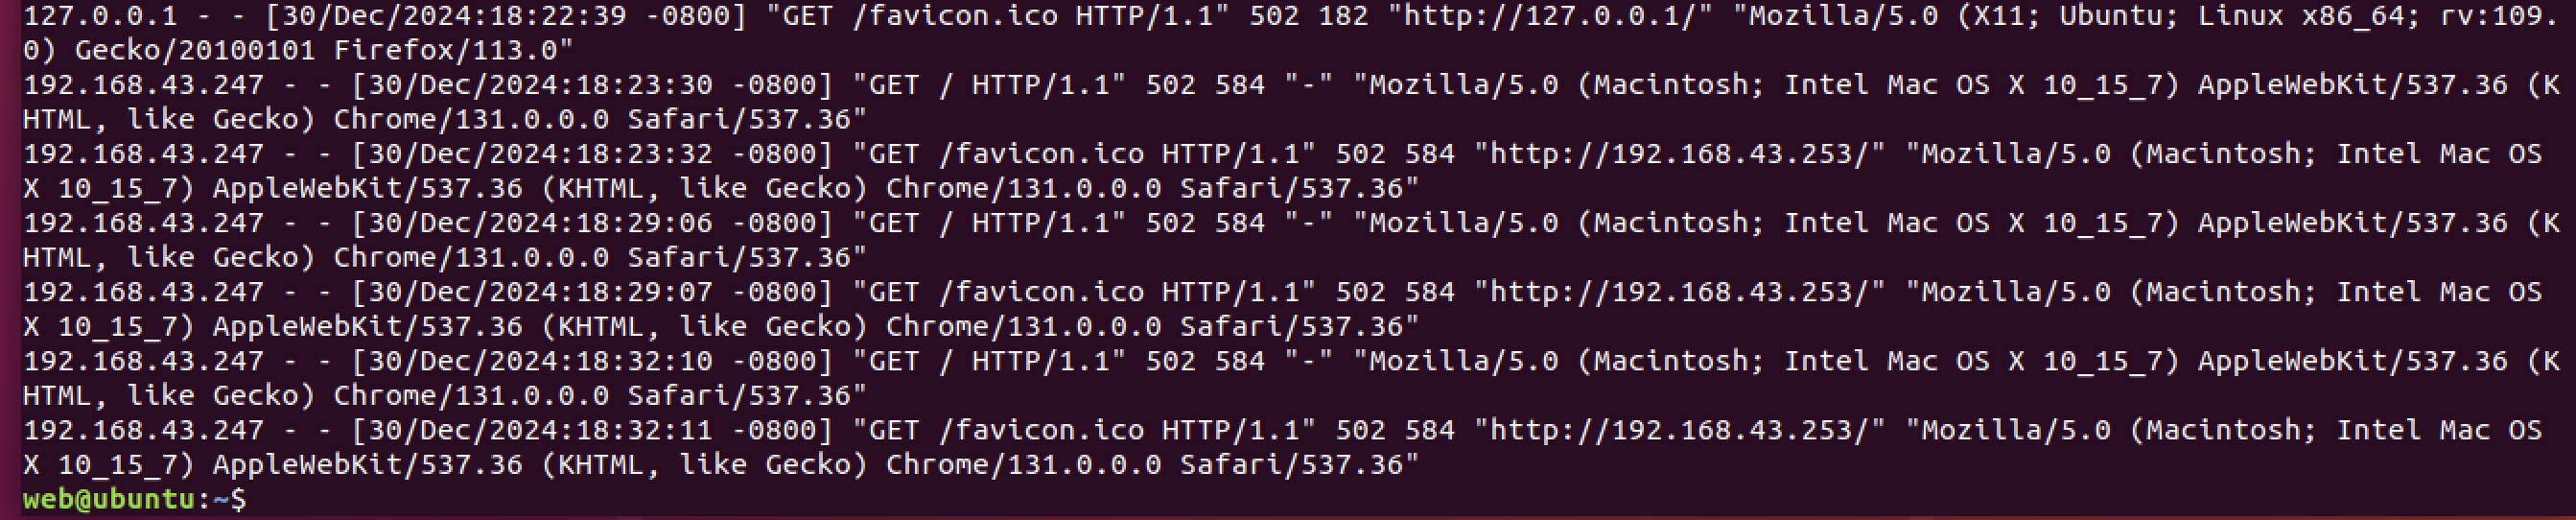 127.0.0.1 - - [30/Dec/2024:18:22:39 -0800] "GET /favicon.ico HTTP/1.1" 502 182 "http://127.0.0.1/" "Mozilla/5.0 (X11; Ubuntu; Linux x86_64; rv:109.
0) Gecko/20100101 Firefox/113.0"
192.168.43.247 - - [30/Dec/2024:18:23:30 -0800] "GET / HTTP/1.1" 502 584 "-" "Mozilla/5.0 (Macintosh; Intel Mac OS X 10_15_7) AppleWebKit/537.36 (K
HTML, like Gecko) Chrome/131.0.0.0 Safari/537.36"
192.168.43.247 - - [30/Dec/2024:18:23:32 -0800] "GET /favicon.ico HTTP/1.1" 502 584 "http://192.168.43.253/" "Mozilla/5.0 (Macintosh; Intel Mac OS
X 10_15_7) AppleWebKit/537.36 (KHTML, like Gecko) Chrome/131.0.0.0 Safari/537.36"
192.168.43.247 - - [30/Dec/2024:18:29:06 -0800] "GET / HTTP/1.1" 502 584 "-" "Mozilla/5.0 (Macintosh; Intel Mac OS X 10_15_7) AppleWebKit/537.36 (K
HTML, like Gecko) Chrome/131.0.0.0 Safari/537.36"
192.168.43.247 - - [30/Dec/2024:18:29:07 -0800] "GET /favicon.ico HTTP/1.1" 502 584 "http://192.168.43.253/" "Mozilla/5.0 (Macintosh; Intel Mac OS
X 10_15_7) AppleWebKit/537.36 (KHTML, like Gecko) Chrome/131.0.0.0 Safari/537.36"
192.168.43.247 - - [30/Dec/2024:18:32:10 -0800] "GET / HTTP/1.1" 502 584 "-" "Mozilla/5.0 (Macintosh; Intel Mac OS X 10_15_7) AppleWebKit/537.36 (K
HTML, like Gecko) Chrome/131.0.0.0 Safari/537.36"
192.168.43.247 - - [30/Dec/2024:18:32:11 -0800] "GET /favicon.ico HTTP/1.1" 502 584 "http://192.168.43.253/" "Mozilla/5.0 (Macintosh; Intel Mac OS
X 10_15_7) AppleWebKit/537.36 (KHTML, like Gecko) Chrome/131.0.0.0 Safari/537.36"
web@ubuntu:~$